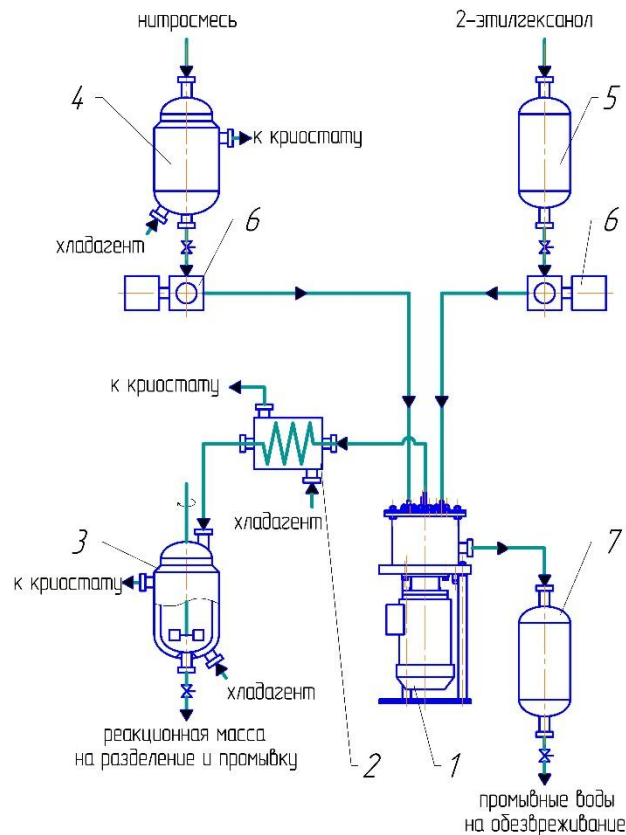 нитросмесь
2-этилгексанол
4
5
к криостату
хладагент
6
6
к криостату
хладагент
3
к криостату
7
хладагент
реакционная масса
на разделение и промывку
2
1
промывные воды
на обезвреживание